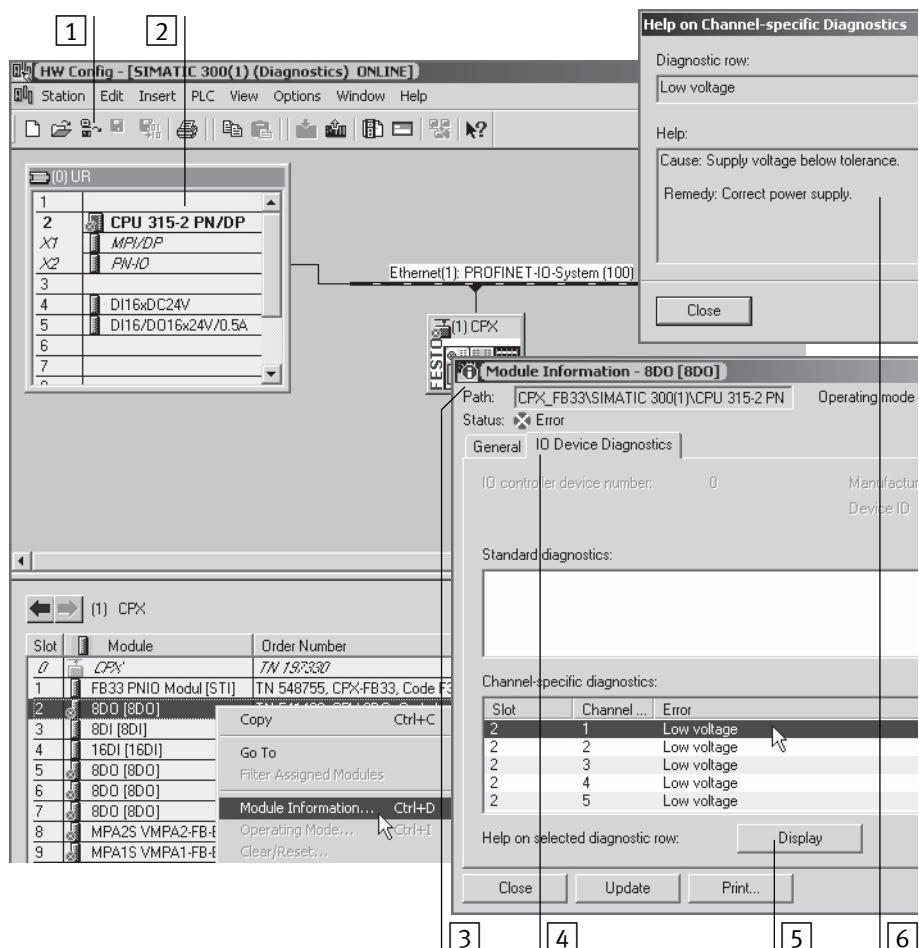 1
2
HW Config - [SIMATIC 300(1) (Diagnostics) ONLINE]
Station Edit Insert PLC View Options Window Help
(0) UR
1
2 CPU 315-2 PN/DP
X1 MPI/DP
X2 PN-IO
3
4 DI16xDC24V
5 DI16/DO16x24V/0.5A
6
7
Ethernet(1): PROFINET-IO-System (100)
(1) CPX
FESTO
Help on Channel-specific Diagnostics
Diagnostic row:
Low voltage
Help:
Cause: Supply voltage below tolerance.
Remedy: Correct power supply.
Close
Module Information - 8DO [8DO]
Path: CPX_FB33\SIMATIC 300(1)\CPU 315-2 PN Operating mode
Status: Error
General IO Device Diagnostics
IO controller device number: 0 Manufactur
Device ID
Standard diagnostics:
Channel-specific diagnostics:
Slot Channel ... Error
2 1 Low voltage
2 2 Low voltage
2 3 Low voltage
2 4 Low voltage
2 5 Low voltage
Help on selected diagnostic row: Display
Close Update Print...
(1) CPX
Slot Module Order Number
0 CPX' TN 197330
1 FB33 PNIO Modul [STI] TN 548755, CPX-FB33, Code F3
2 8DO [8DO]
3 8DI [8DI]
4 16DI [16DI]
5 8DO [8DO]
6 8DO [8DO]
7 8DO [8DO]
8 MPA2S VMPA2-FB-E
9 MPA1S VMPA1-FB-E
Copy Ctrl+C
Go To
Filter Assigned Modules
Module Information... Ctrl+D
Operating Mode... Ctrl+I
Clear/Reset...
3
4
5
6